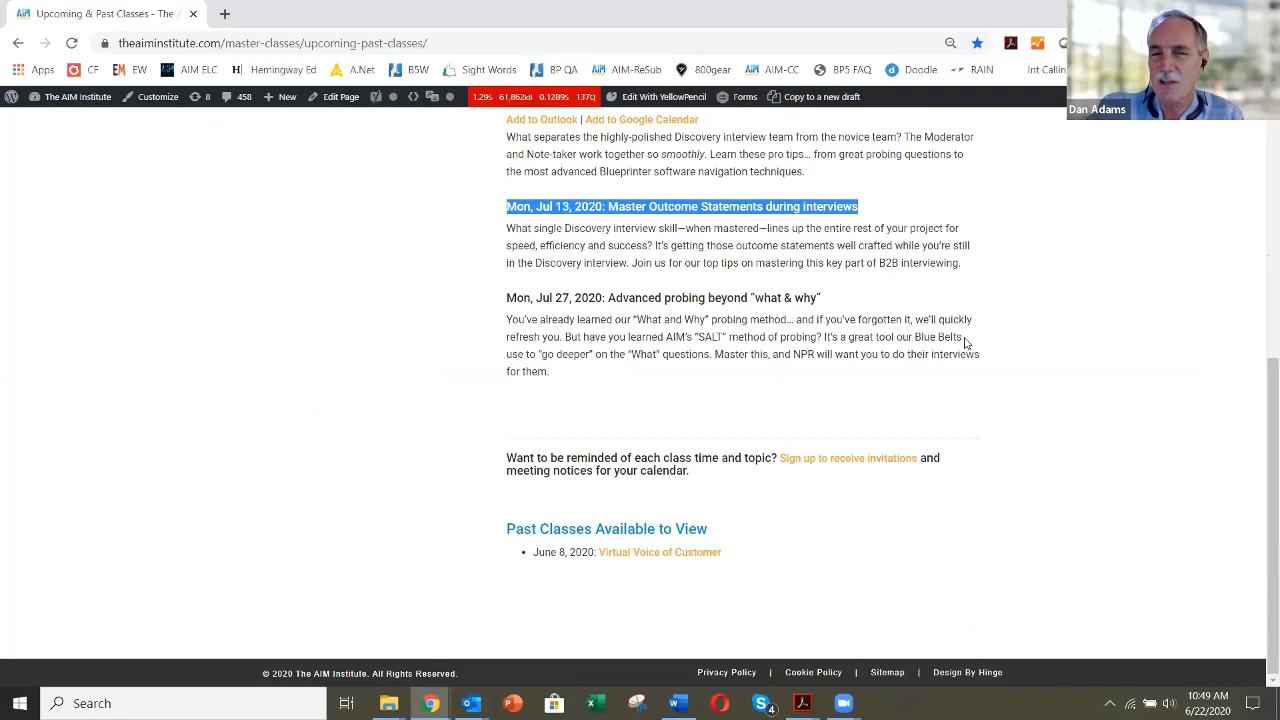 Upcoming & Past Classes - The A
theaiminstitute.com/master-classes/upcoming-past-classes/
Apps CF EW AIM ELC Hemingway Ed A.Net B5W Sight Words BP QA AIM-ReSub 800gear AIM-CC BP5 FAQ Doodle RAIN Int Callin
The AIM Institute Customize 8 458 New Edit Page 1.29s 61,862kB 0.1289s 137Q Edit With YellowPencil Forms Copy to a new draft
Dan Adams
Add to Outlook | Add to Google Calendar
What separates the highly-polished Discovery interview team from the novice team? The Moderator
and Note-taker work together so smoothly. Learn these pro tips… from great probing questions to
the most advanced Blueprinter software navigation techniques.
Mon, Jul 13, 2020: Master Outcome Statements during interviews
What single Discovery interview skill—when mastered—lines up the entire rest of your project for
speed, efficiency and success? It's getting those outcome statements well crafted while you're still
in the Discovery interview. Join us for our top tips on mastering this key part of B2B interviewing.
Mon, Jul 27, 2020: Advanced probing beyond "what & why"
You've already learned our "What and Why" probing method… and if you've forgotten it, we'll quickly
refresh you. But have you learned AIM's "SALT" method of probing? It's a great tool our Blue Belts
use to "go deeper" on the "What" questions. Master this, and NPR will want you to do their interviews
for them.
Want to be reminded of each class time and topic? Sign up to receive invitations and
meeting notices for your calendar.
Past Classes Available to View
• June 8, 2020: Virtual Voice of Customer
© 2020 The AIM Institute. All Rights Reserved.
Privacy Policy | Cookie Policy | Sitemap | Design By Hinge
Search
4
10:49 AM
6/22/2020